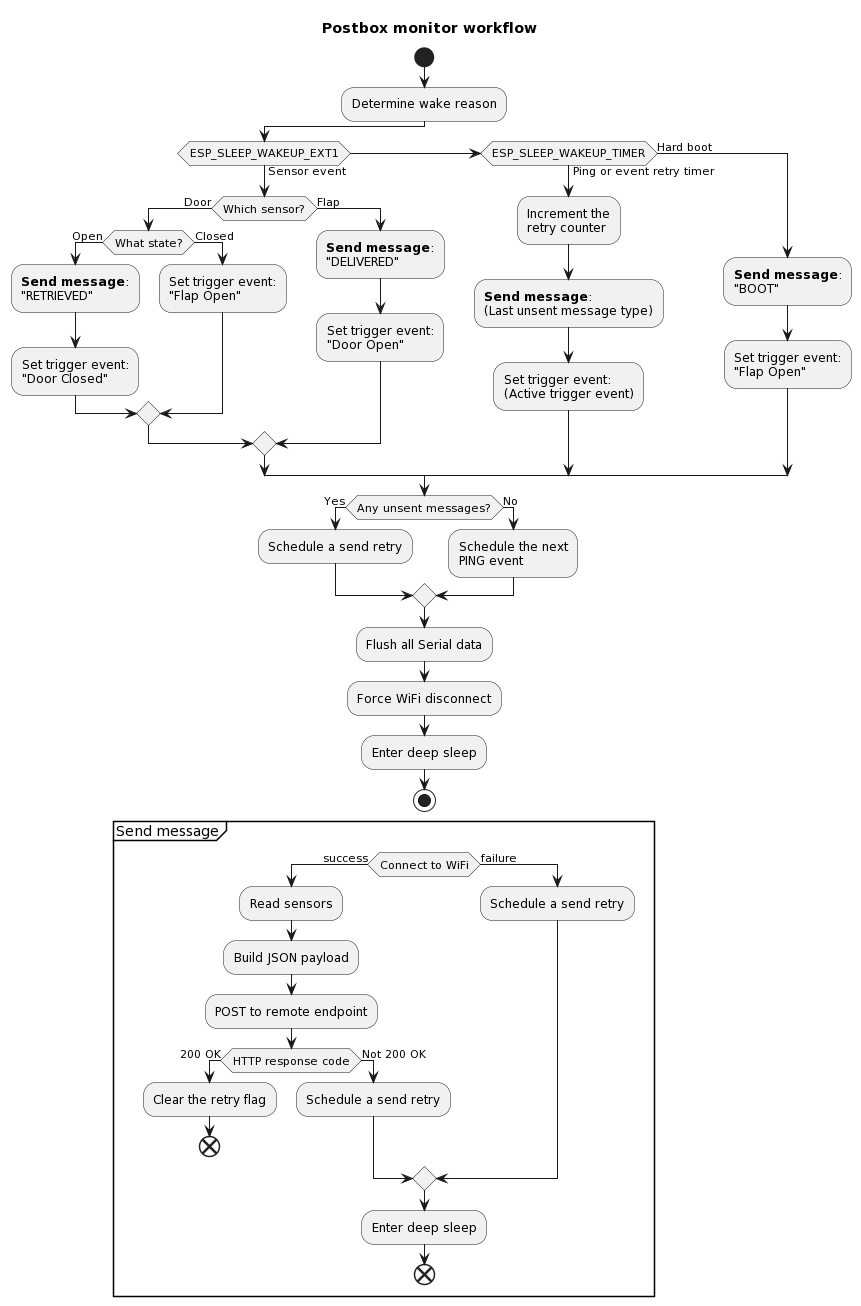 Postbox monitor workflow
Determine wake reason
ESP_SLEEP_WAKEUP_EXT1
Sensor event
Which sensor?
Door
What state?
Open
Send message:
"RETRIEVED"
Set trigger event:
"Door Closed"
Closed
Set trigger event:
"Flap Open"
Flap
Send message:
"DELIVERED"
Set trigger event:
"Door Open"
ESP_SLEEP_WAKEUP_TIMER
Ping or event retry timer
Increment the
retry counter
Send message:
(Last unsent message type)
Set trigger event:
(Active trigger event)
Hard boot
Send message:
"BOOT"
Set trigger event:
"Flap Open"
Any unsent messages?
Yes
Schedule a send retry
No
Schedule the next
PING event
Flush all Serial data
Force WiFi disconnect
Enter deep sleep
Send message
Connect to WiFi
success
Read sensors
Build JSON payload
POST to remote endpoint
HTTP response code
200 OK
Clear the retry flag
Not 200 OK
Schedule a send retry
failure
Schedule a send retry
Enter deep sleep